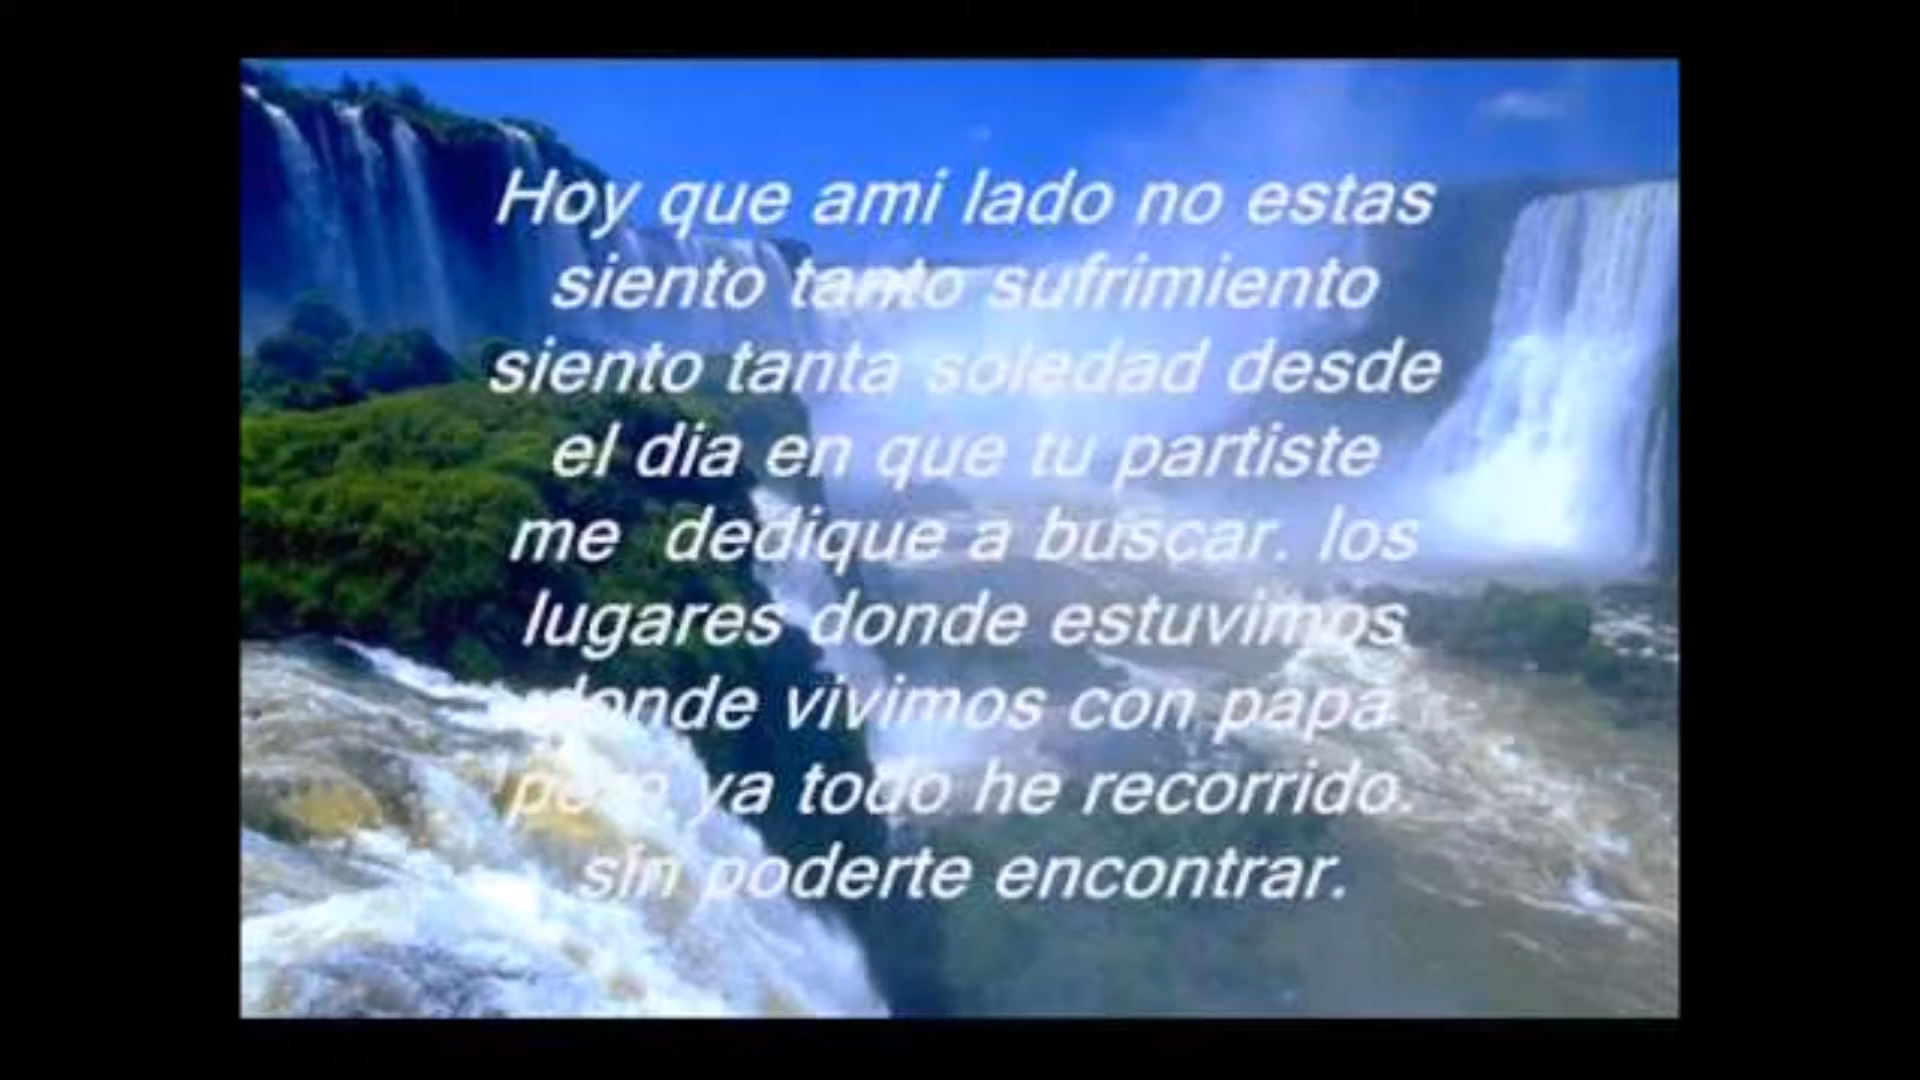 Hoy que ami lado no estas
siento tanto sufrimiento
siento tanta soledad desde
el dia en que tu partiste
me  dedique a buscar. los
lugares donde estuvimos
donde vivimos con papa
pero ya todo he recorrido.
sin poderte encontrar.